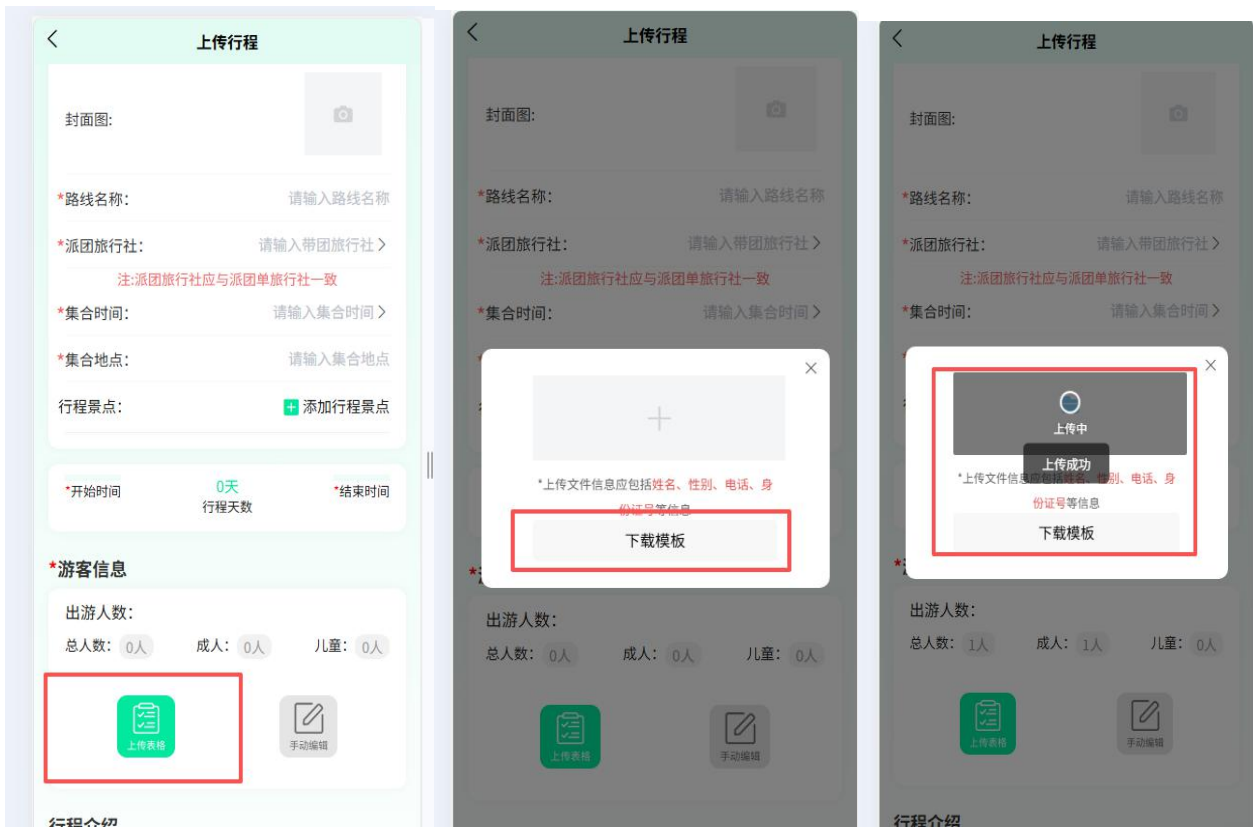 上传行程
封面图:
*路线名称: 请输入路线名称
*派团旅行社: 请输入带团旅行社
注:派团旅行社应与派团单旅行社一致
*集合时间: 请输入集合时间
*集合地点: 请输入集合地点
行程景点: 添加行程景点
*开始时间 0天 *结束时间
行程天数
*游客信息
出游人数:
总人数: 0人 成人: 0人 儿童: 0人
上传表格 手动编辑
行程介绍
上传行程
封面图:
*路线名称: 请输入路线名称
*派团旅行社: 请输入带团旅行社
注:派团旅行社应与派团单旅行社一致
*集合时间: 请输入集合时间
*上传文件信息应包括姓名、性别、电话、身
份证号等信息
下载模板
出游人数:
总人数: 0人 成人: 0人 儿童: 0人
上传表格 手动编辑
上传行程
封面图:
*路线名称: 请输入路线名称
*派团旅行社: 请输入带团旅行社
注:派团旅行社应与派团单旅行社一致
*集合时间: 请输入集合时间
上传中
上传成功
*上传文件信息应包括姓名、性别、电话、身
份证号等信息
下载模板
出游人数:
总人数: 1人 成人: 1人 儿童: 0人
上传表格 手动编辑
行程介绍